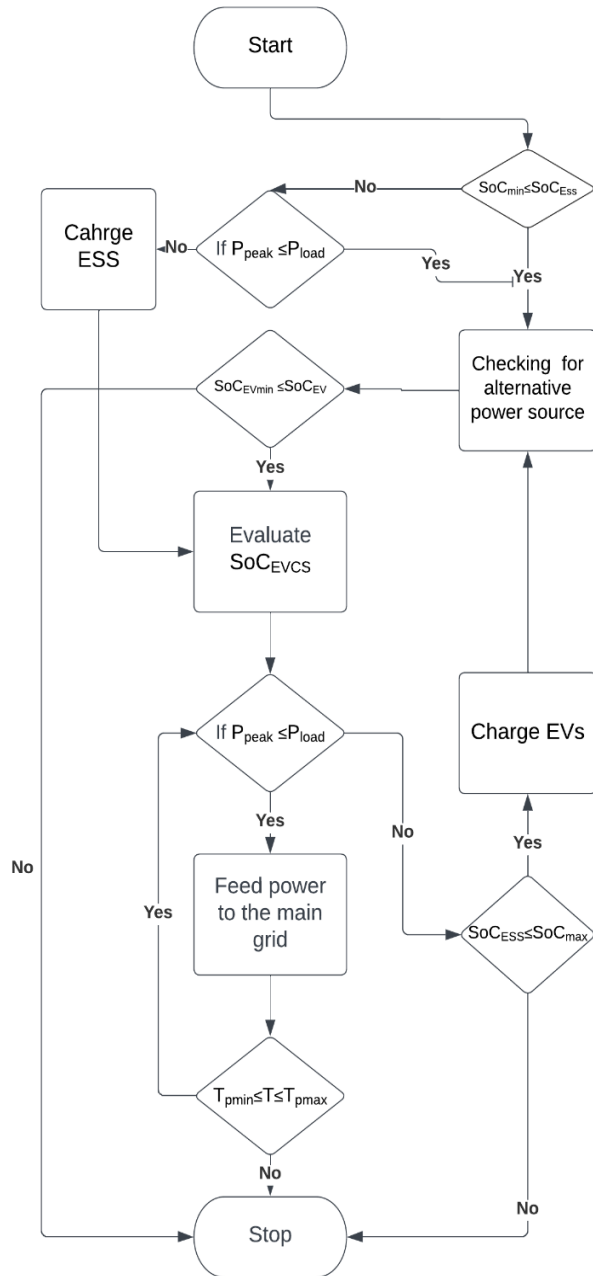 Start
SoCmin≤SoCEss
No
Cahrge
ESS
No
If Ppeak ≤Pload
Yes
Yes
Checking for
alternative
power source
SoCEVmin ≤SoCEV
Yes
Evaluate
SoCEVCS
If Ppeak ≤Pload
Charge EVs
Yes
No
Yes
No
Feed power
to the main
grid
Yes
SoCESS≤SoCmax
Tpmin≤T≤Tpmax
No
No
Stop